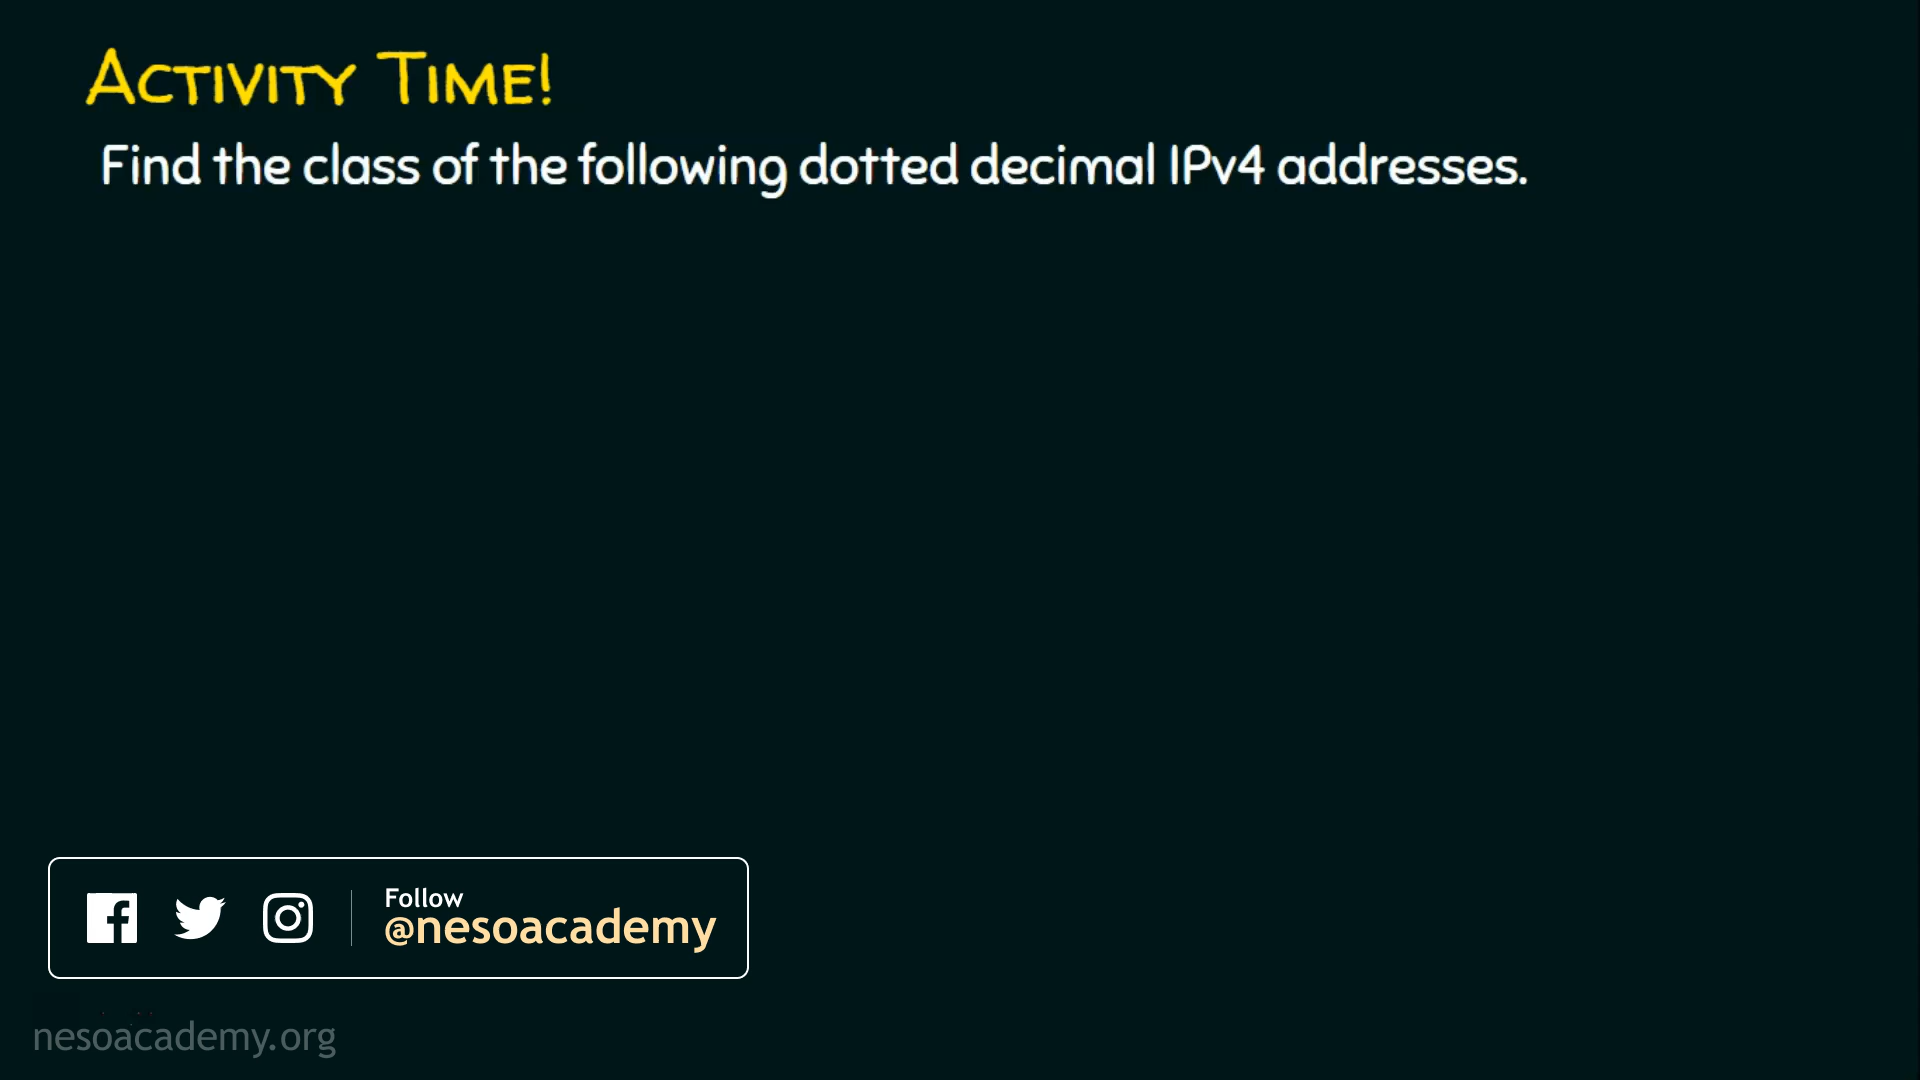 Activity Time!
Find the class of the following dotted decimal IPv4 addresses.
Follow
@nesoacademy
nesoacademy.org